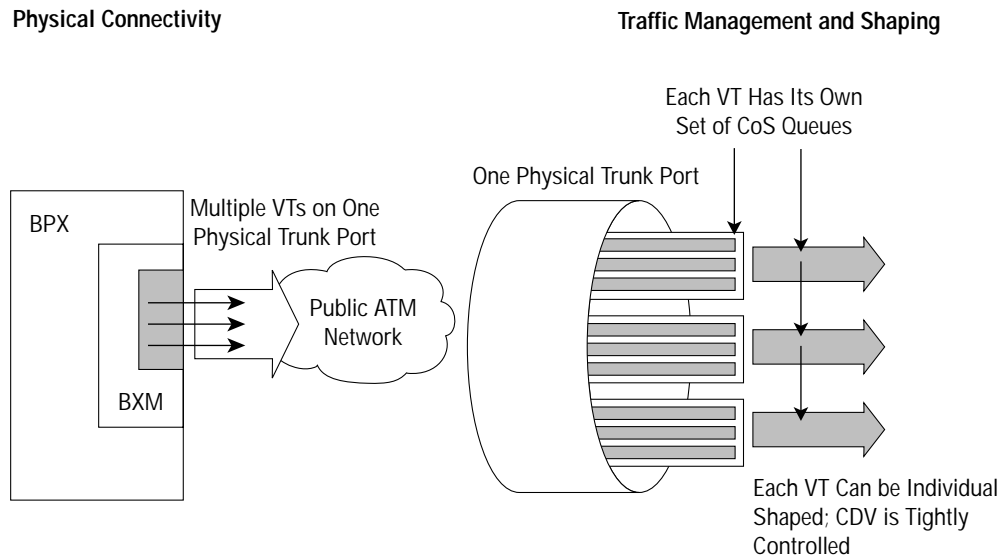 Physical Connectivity
Traffic Management and Shaping
Each VT Has Its Own
Set of CoS Queues
One Physical Trunk Port
BPX
Multiple VTs on One
Physical Trunk Port
Public ATM
Network
BXM
Each VT Can be Individual
Shaped; CDV is Tightly
Controlled